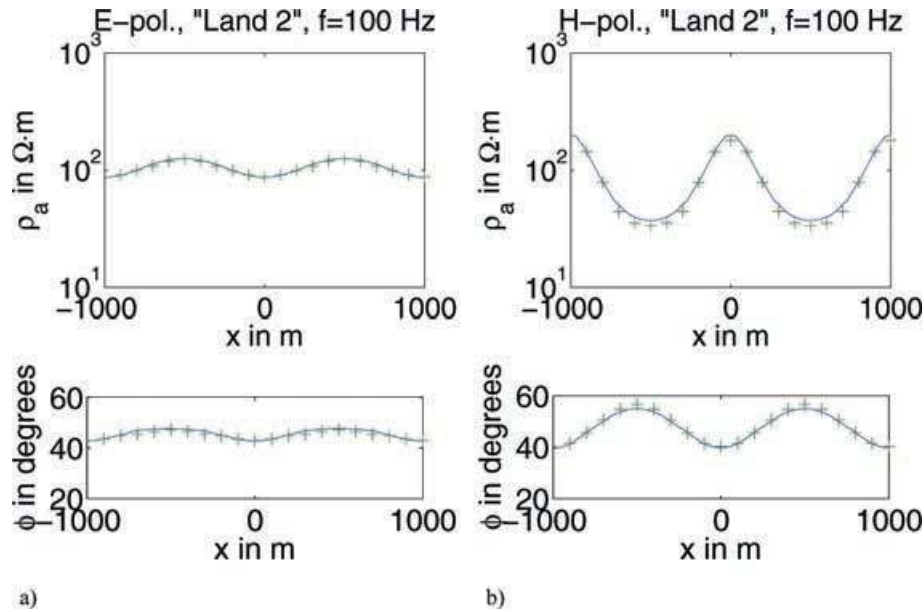 E-pol., "Land 2", f=100 Hz
10³
10²
10¹
ρₐ in Ω·m
-1000 0 1000
x in m
60
40
20
ϕ in degrees
-1000 0 1000
x in m
a)
H-pol., "Land 2", f=100 Hz
10³
10²
10¹
ρₐ in Ω·m
-1000 0 1000
x in m
60
40
20
ϕ in degrees
-1000 0 1000
x in m
b)